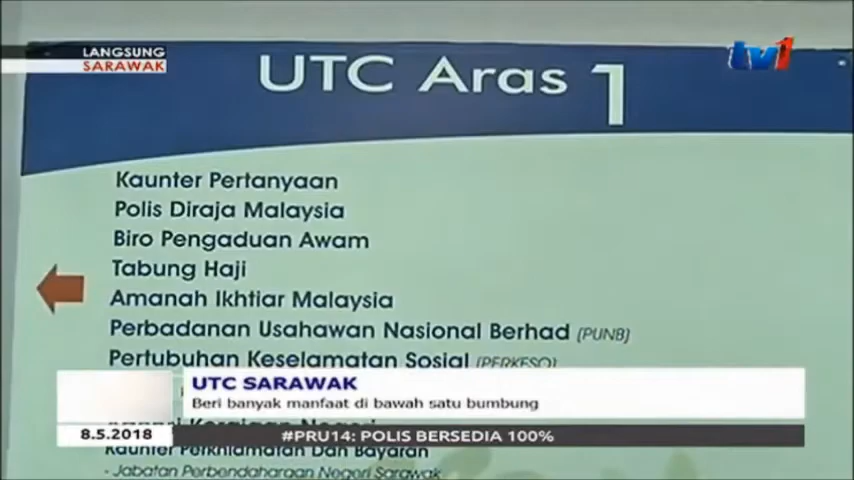 LANGSUNG
SARAWAK
tv1
UTC Aras 1
Kaunter Pertanyaan
Polis Diraja Malaysia
Biro Pengaduan Awam
Tabung Haji
Amanah Ikhtiar Malaysia
Perbadanan Usahawan Nasional Berhad (PUNB)
Pertubuhan Keselamatan Sosial (PERKESO)
UTC SARAWAK
Beri banyak manfaat di bawah satu bumbung
8.5.2018
#PRU14: POLIS BERSEDIA 100%
Kaunter Perkhidmatan Dan Bayaran
- Jabatan Perbendaharaan Negeri Sarawak